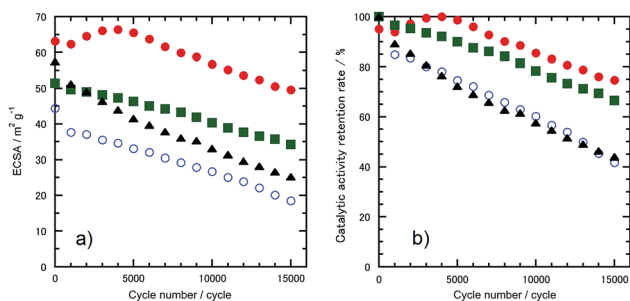 70
60
50
40
30
20
10
0
ECSA / m² g⁻¹
a)
0 5000 10000 15000
Cycle number / cycle
100
80
60
40
20
0
Catalytic activity retention rate / %
b)
0 5000 10000 15000
Cycle number / cycle